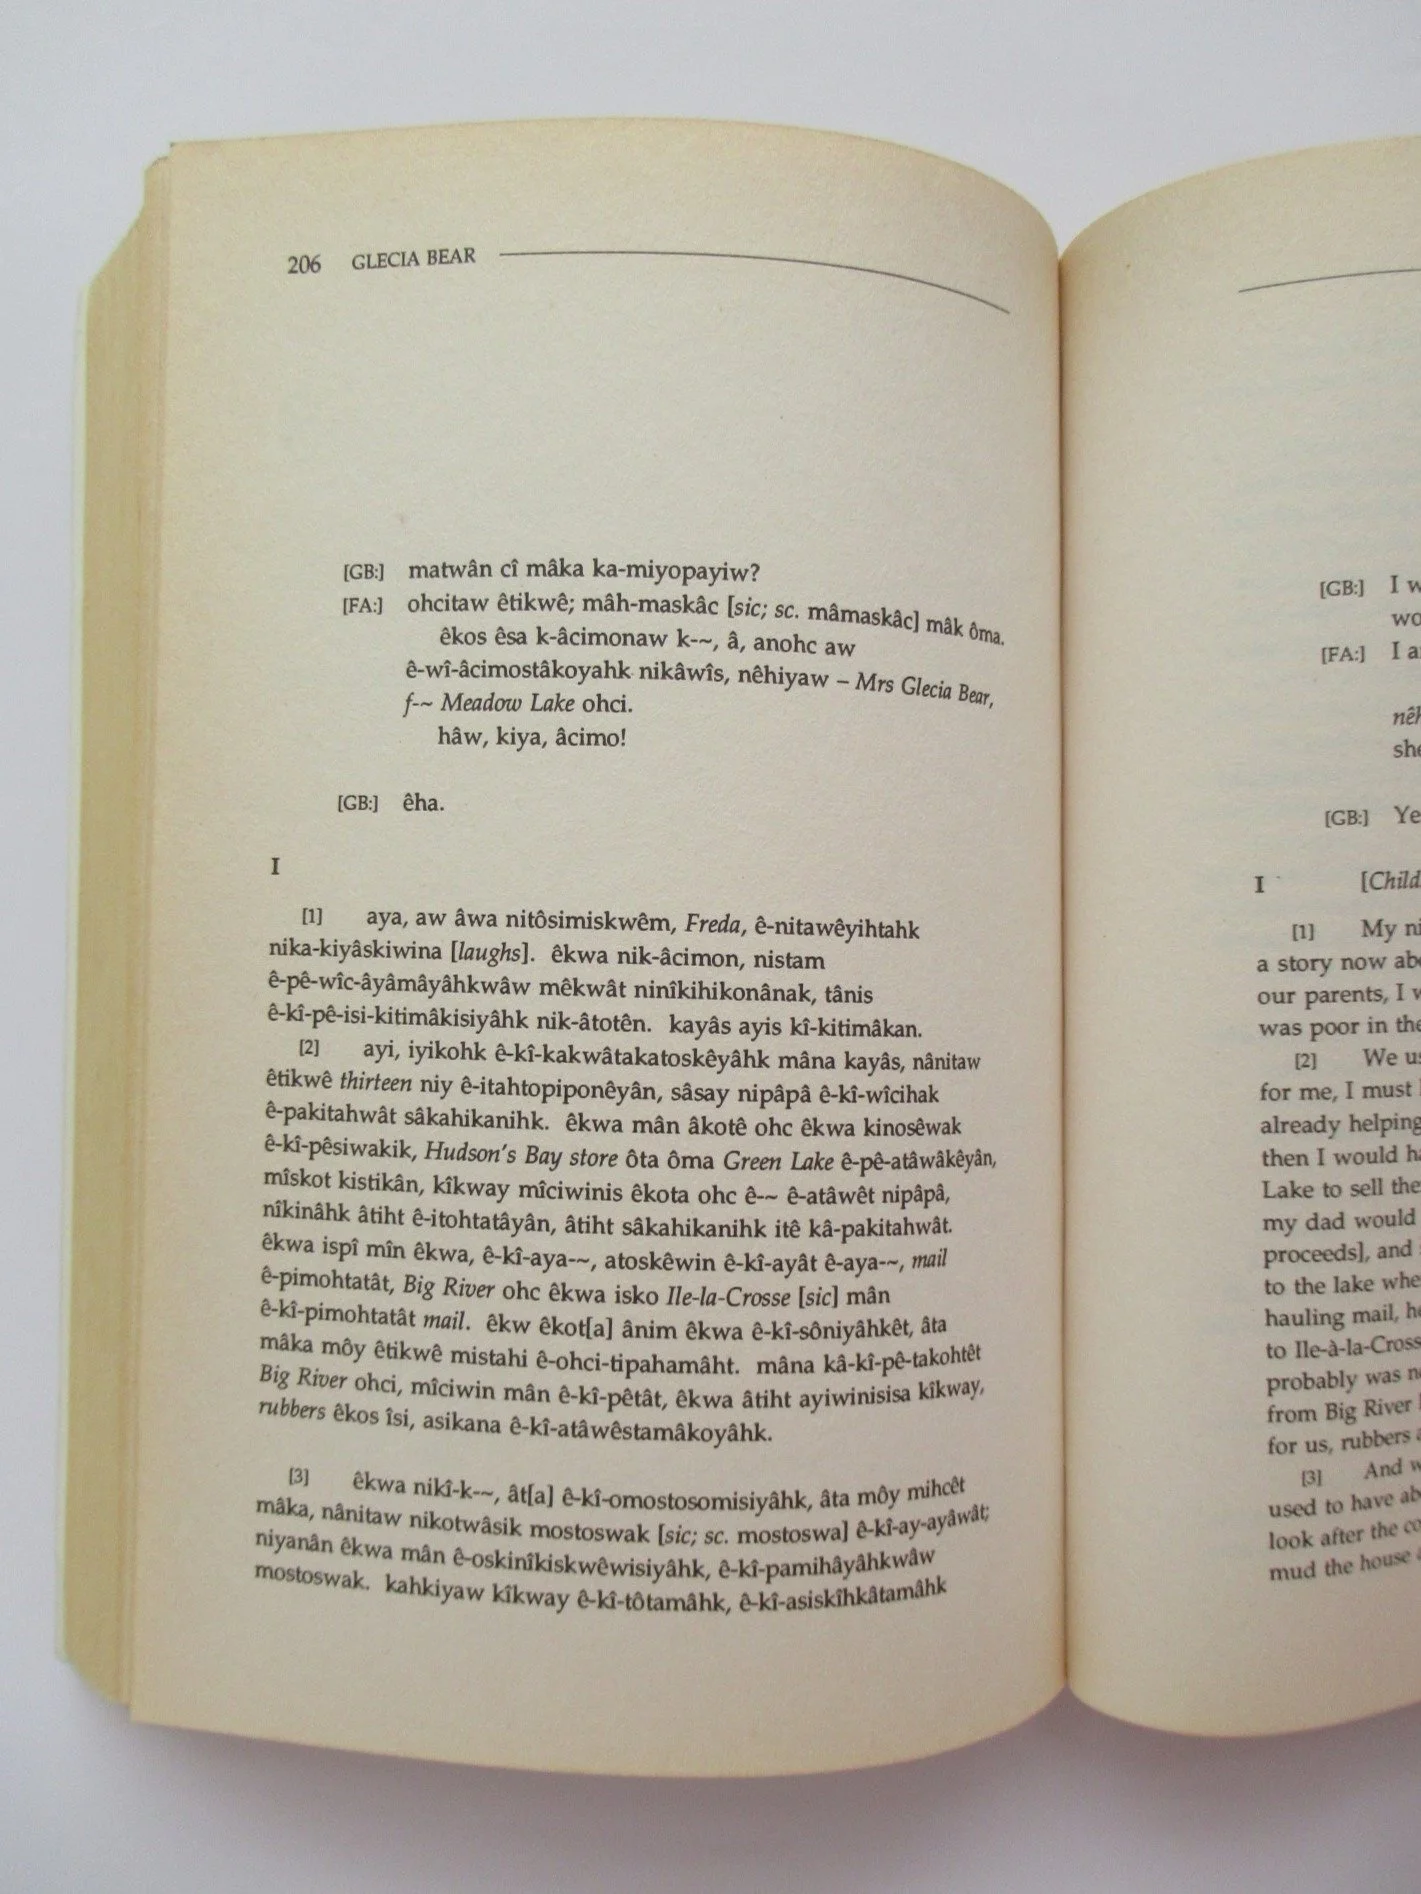 206 GLECIA BEAR
[GB:] matwân cî mâka ka-miyopayiw?
[FA:] ohcitaw êtikwê; mâh-maskâc [sic; sc. mâmaskâc] mâk ôma.
êkos êsa k-âcimonaw k-~, â, anohc aw
ê-wî-âcimostâkoyahk nikâwîs, nêhiyaw – Mrs Glecia Bear,
f-~ Meadow Lake ohci.
hâw, kiya, âcimo!
[GB:] êha.
I
[1] aya, aw âwa nitôsimiskwêm, Freda, ê-nitawêyihtahk
nika-kiyâskiwina [laughs]. êkwa nik-âcimon, nistam
ê-pê-wîc-âyâmâyâhkwâw mêkwât ninîkihikonânak, tânis
ê-kî-pê-isi-kitimâkisiyâhk nik-âtotên. kayâs ayis kî-kitimâkan.
[2] ayi, iyikohk ê-kî-kakwâtakatoskêyâhk mâna kayâs, nânitaw
êtikwê thirteen niy ê-itahtopiponêyân, sâsay nipâpâ ê-kî-wîcihak
ê-pakitahwât sâkahikanihk. êkwa mân âkotê ohc êkwa kinosêwak
ê-kî-pêsiwakik, Hudson's Bay store ôta ôma Green Lake ê-pê-atâwâkêyân,
mîskot kistikân, kîkway mîciwinis êkota ohc ê-~ ê-atâwêt nipâpâ,
nîkinâhk âtiht ê-itohtatâyân, âtiht sâkahikanihk itê kâ-pakitahwât.
êkwa ispî mîn êkwa, ê-kî-aya-~, atoskêwin ê-kî-ayât ê-aya-~, mail
ê-pimohtatât, Big River ohc êkwa isko Ile-la-Crosse [sic] mân
ê-kî-pimohtatât mail. êkw êkot[a] ânim êkwa ê-kî-sôniyâhkêt, âta
mâka môy êtikwê mistahi ê-ohci-tipahamâht. mâna kâ-kî-pê-takohtêt
Big River ohci, mîciwin mân ê-kî-pêtât, êkwa âtiht ayiwinisisa kîkway,
rubbers êkos îsi, asikana ê-kî-atâwêstamâkoyâhk.
[3] êkwa nikî-k-~, ât[a] ê-kî-omostosomisiyâhk, âta môy mihcêt
mâka, nânitaw nikotwâsik mostoswak [sic; sc. mostoswa] ê-kî-ay-ayâwât;
niyanân êkwa mân ê-oskinîkiskwêwisiyâhk, ê-kî-pamihâyâhkwâw
mostoswak. kahkiyaw kîkway ê-kî-tôtamâhk, ê-kî-asiskîhkâtamâhk
[GB:] I
[FA:] I
[GB:]
I [Child
[1] My
a story now
our parents, I
was poor in the
[2] We
for me, I must
already helping
then I would
Lake to sell the
my dad would
proceeds], and
to the lake
hauling mail,
to Ile-à-la-Cross
probably was
from Big River
for us, rubbers
[3] And
used to have
look after the
mud the house